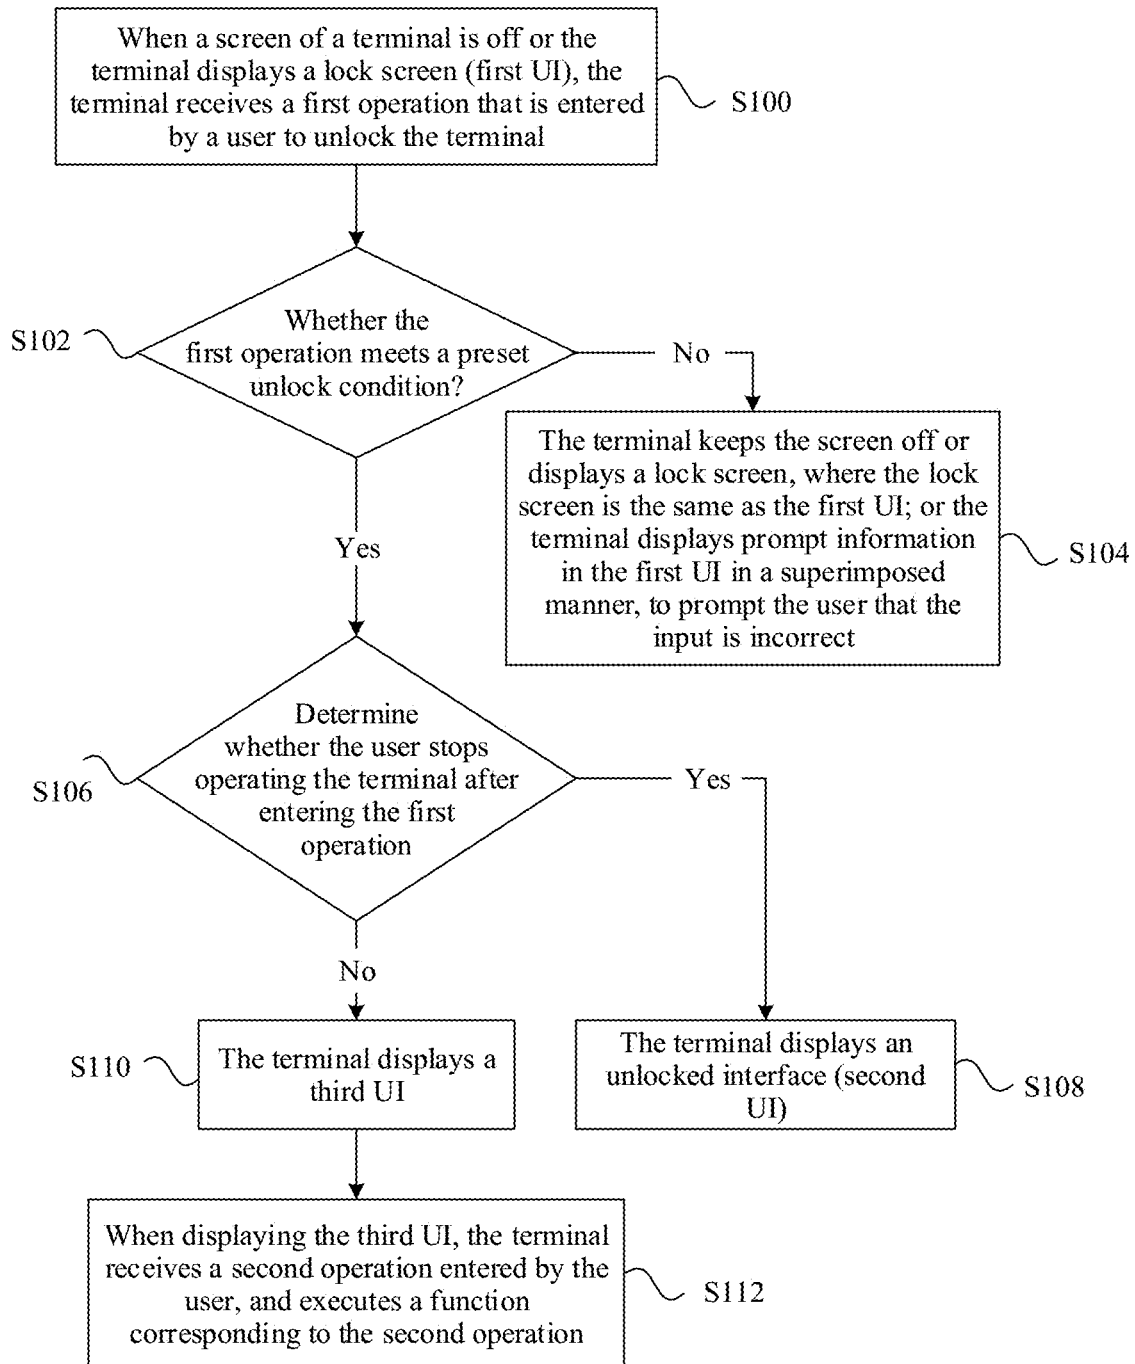 When a screen of a terminal is off or the
terminal displays a lock screen (first UI), the
terminal receives a first operation that is entered
by a user to unlock the terminal
S100
Whether the
first operation meets a preset
unlock condition?
S102
No
The terminal keeps the screen off or
displays a lock screen, where the lock
screen is the same as the first UI; or the
terminal displays prompt information
in the first UI in a superimposed
manner, to prompt the user that the
input is incorrect
S104
Yes
Determine
whether the user stops
operating the terminal after
entering the first
operation
S106
Yes
No
The terminal displays a
third UI
S110
The terminal displays an
unlocked interface (second
UI)
S108
When displaying the third UI, the terminal
receives a second operation entered by the
user, and executes a function
corresponding to the second operation
S112